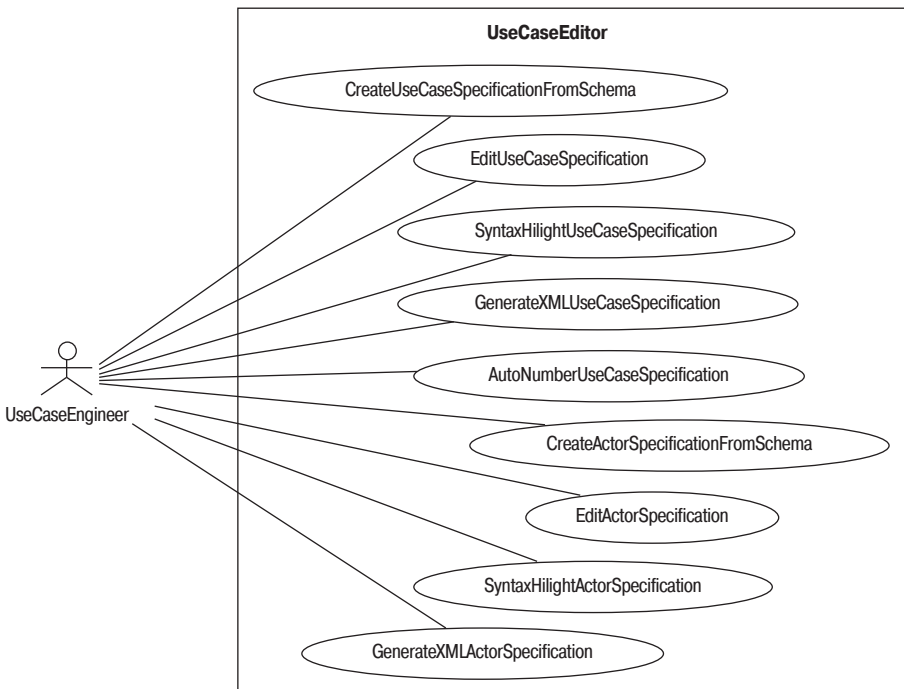 UseCaseEditor
CreateUseCaseSpecificationFromSchema
EditUseCaseSpecification
SyntaxHilightUseCaseSpecification
GenerateXMLUseCaseSpecification
AutoNumberUseCaseSpecification
UseCaseEngineer
CreateActorSpecificationFromSchema
EditActorSpecification
SyntaxHilightActorSpecification
GenerateXMLActorSpecification